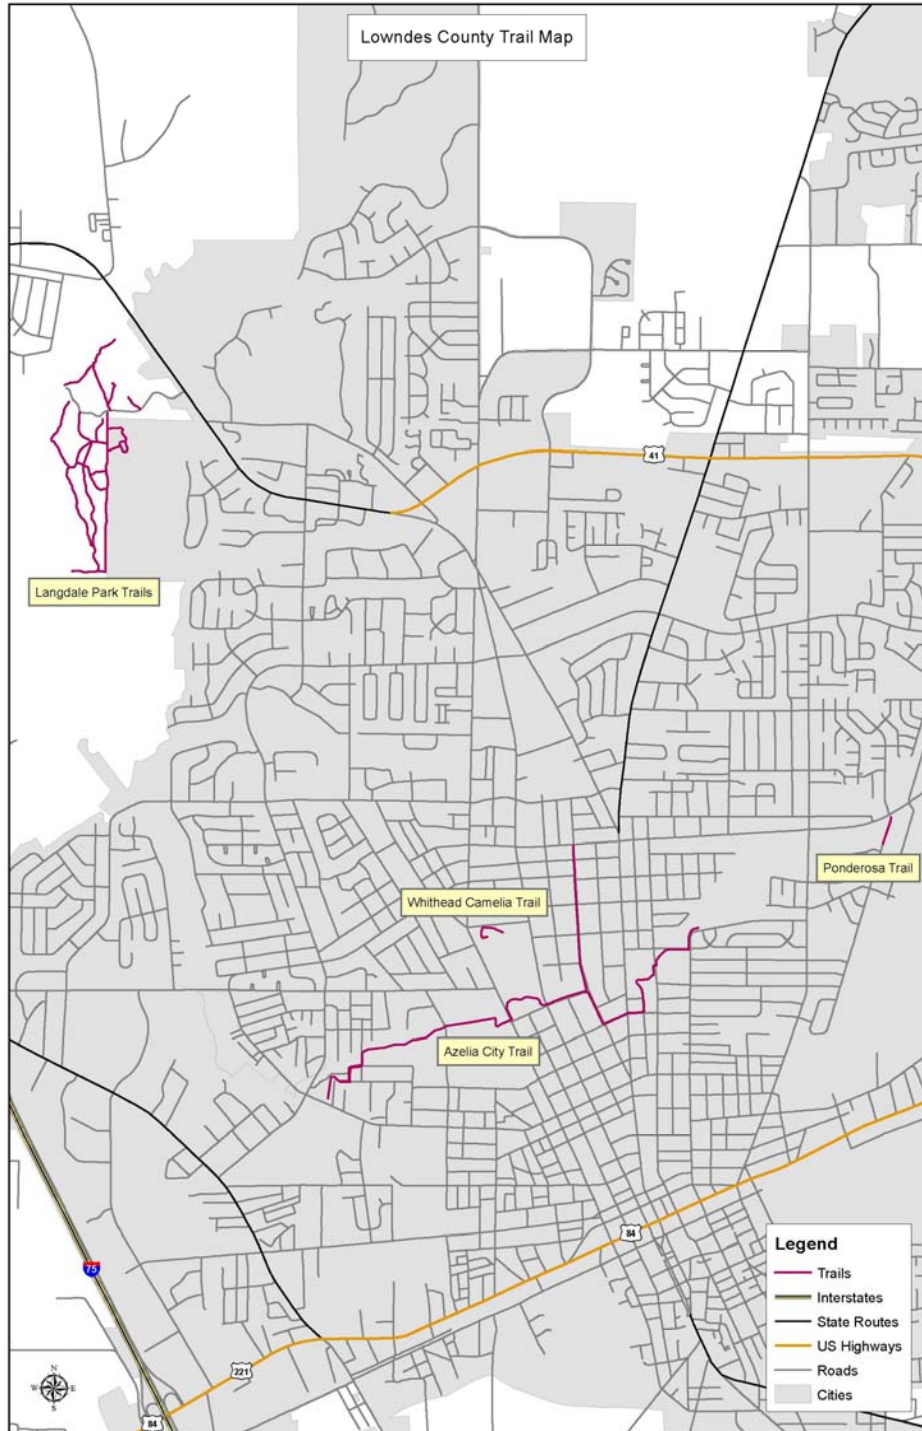 Lowndes County Trail Map
41
Langdale Park Trails
Ponderosa Trail
Whithead Camelia Trail
Azelia City Trail
84
75
221
84
N
W
E
S
Legend
Trails
Interstates
State Routes
US Highways
Roads
Cities